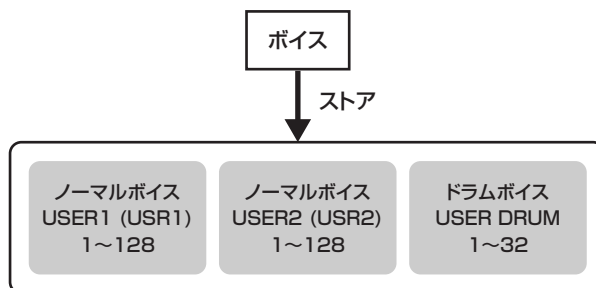 ボイス
ストア
ノーマルボイス
USER1 (USR1)
1～128
ノーマルボイス
USER2 (USR2)
1～128
ドラムボイス
USER DRUM
1～32